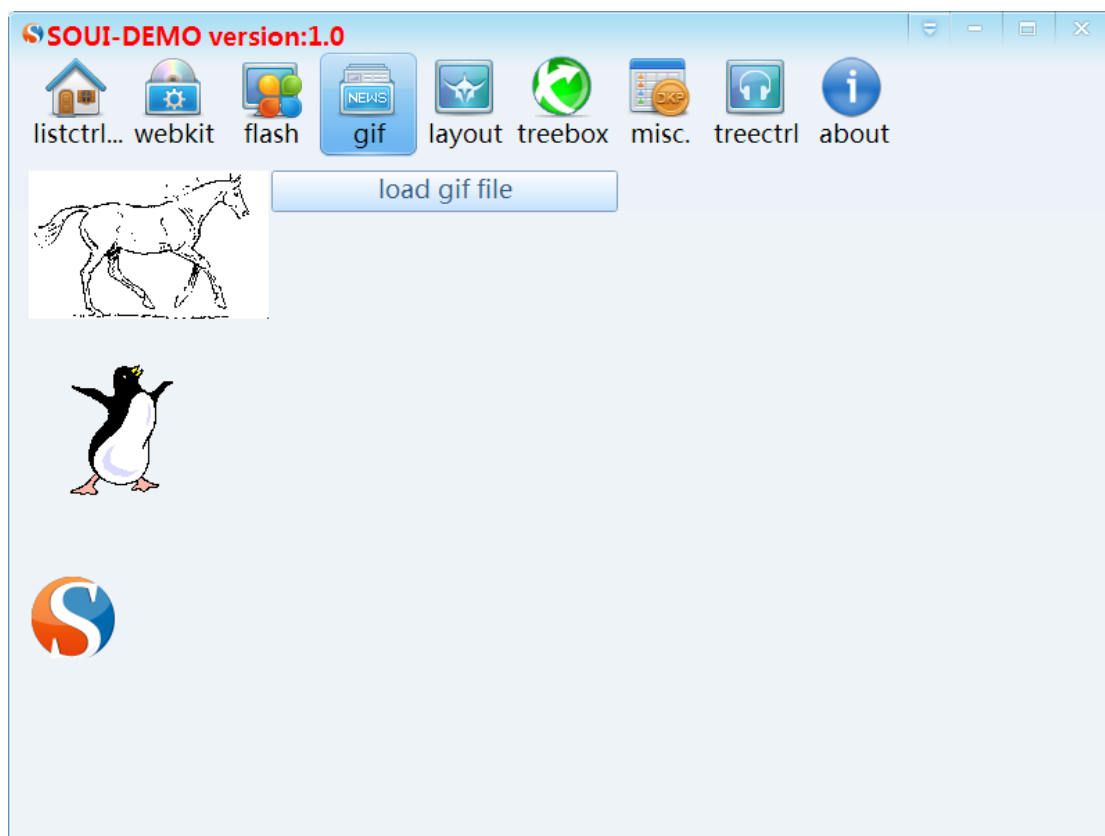 SOUI-DEMO version:1.0
NEWS
DKP
listctrl... webkit flash gif layout treebox misc. treectrl about
load gif file